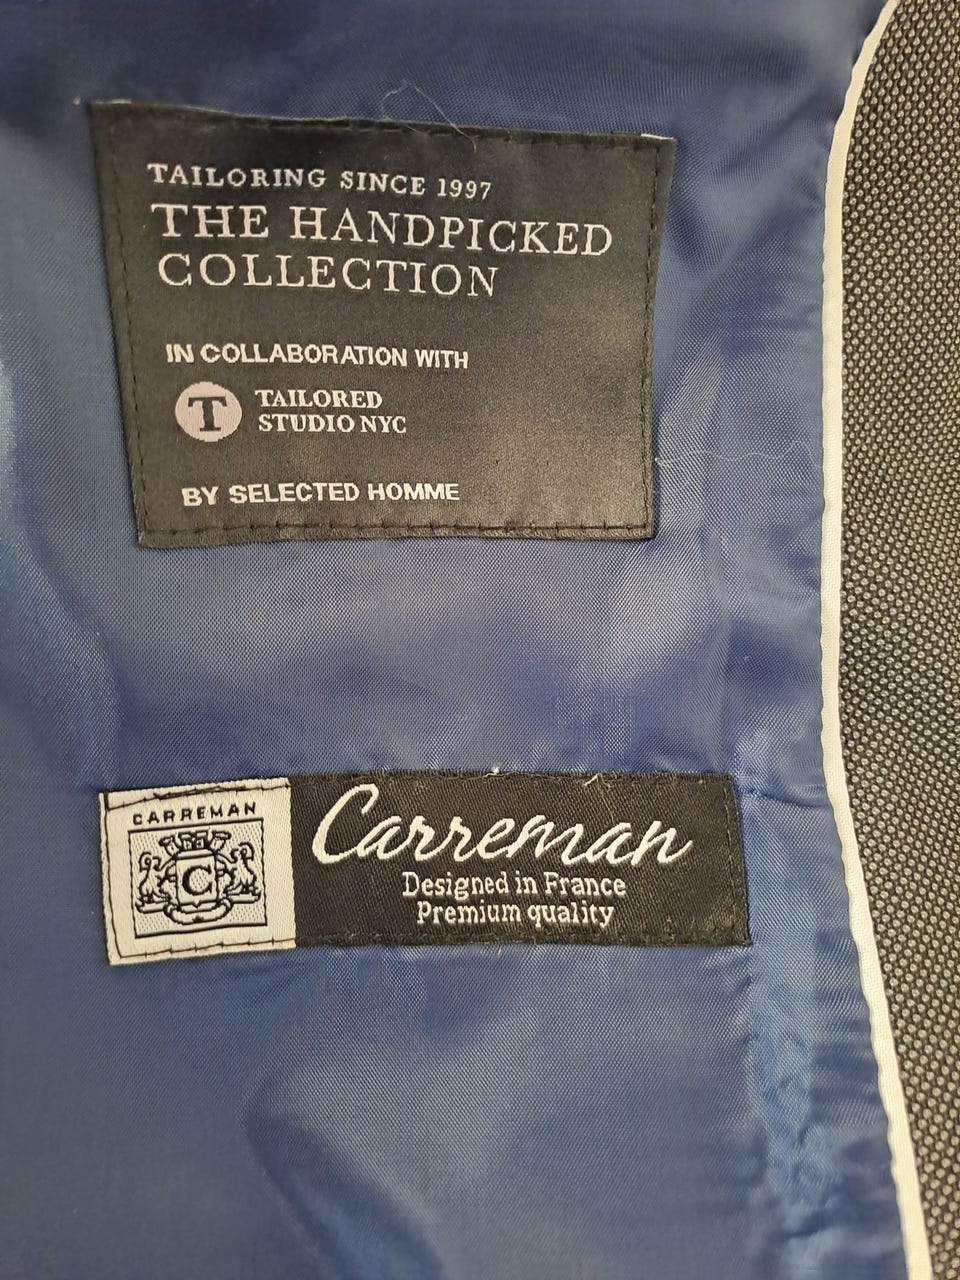 TAILORING SINCE 1997
THE HANDPICKED
COLLECTION
IN COLLABORATION WITH
T
TAILORED
STUDIO NYC
BY SELECTED HOMME
CARREMAN
C
Carreman
Designed in France
Premium quality